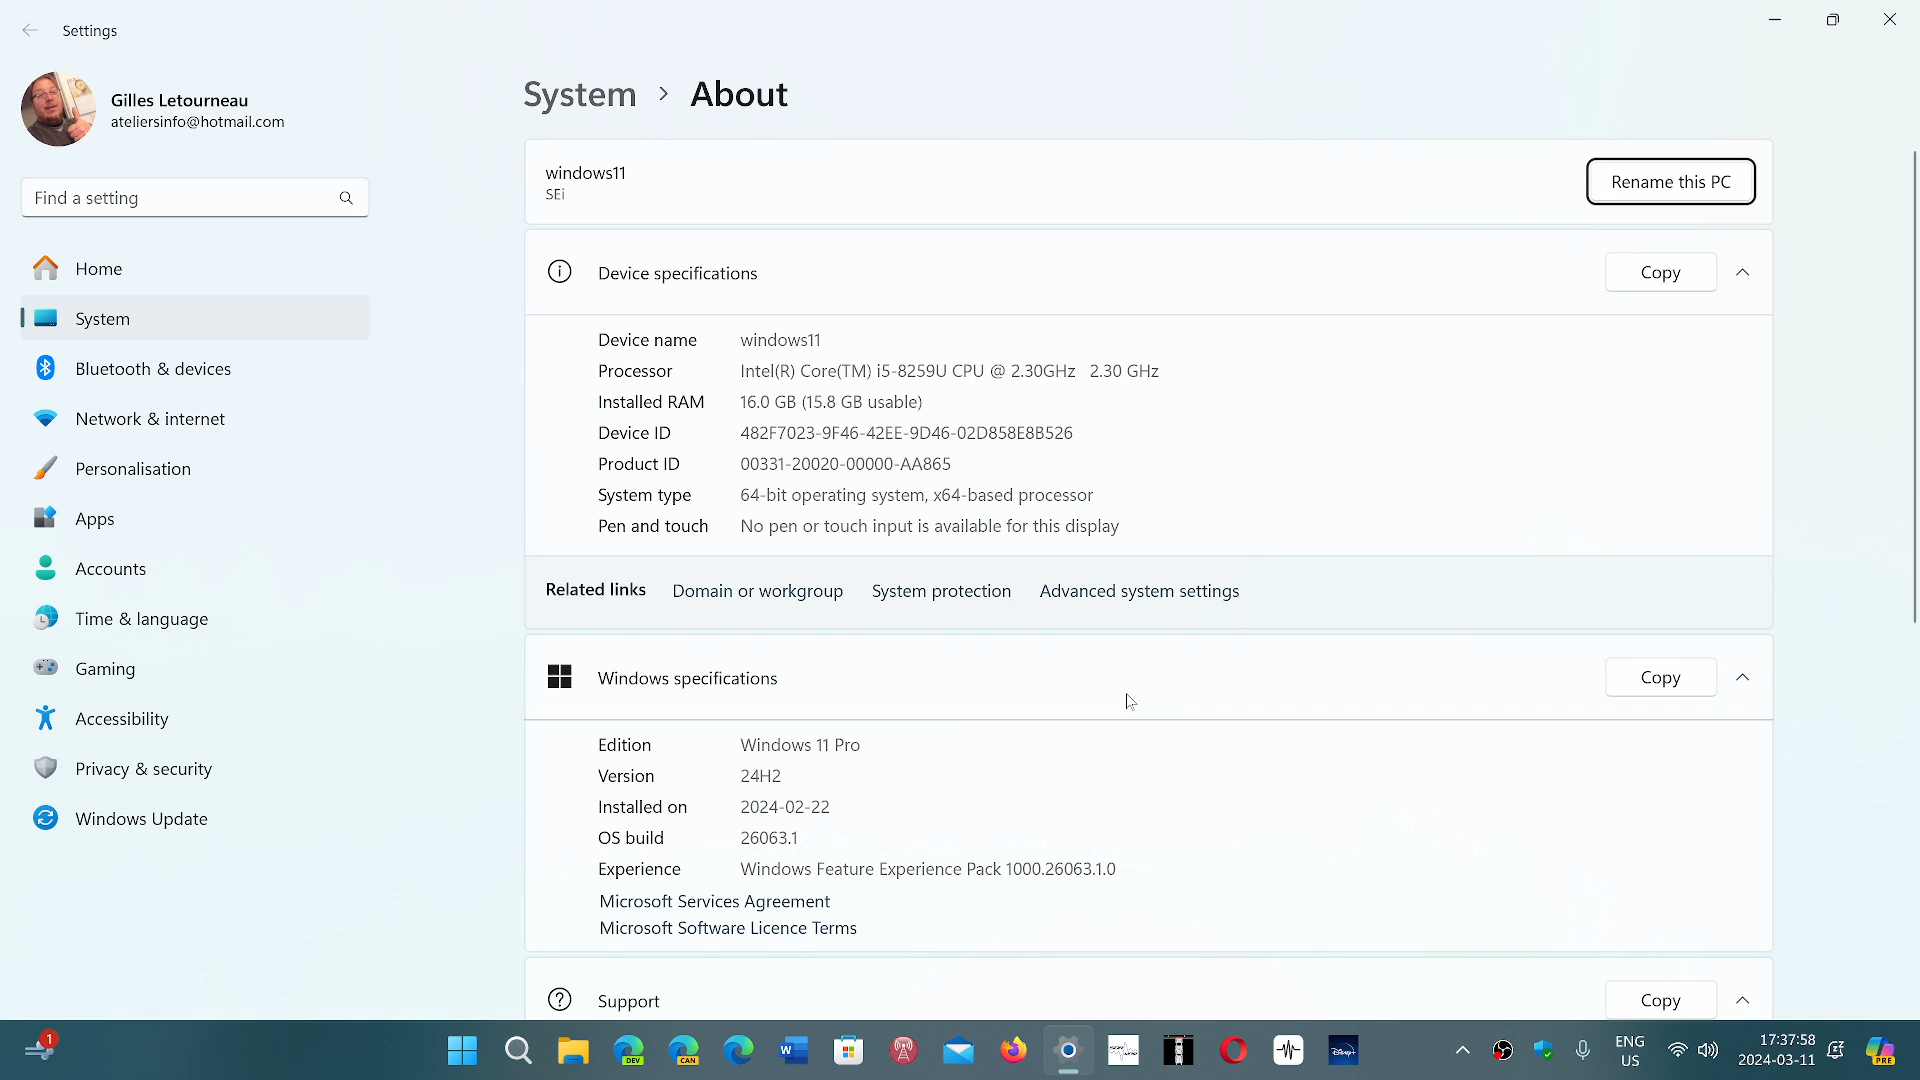 Settings
Gilles Letourneau
ateliersinfo@hotmail.com
Find a setting
Home
System
Bluetooth & devices
Network & internet
Personalisation
Apps
Accounts
Time & language
Gaming
Accessibility
Privacy & security
Windows Update
System > About
windows11
SEi
Rename this PC
Device specifications
Copy
Device name windows11
Processor Intel(R) Core(TM) i5-8259U CPU @ 2.30GHz 2.30 GHz
Installed RAM 16.0 GB (15.8 GB usable)
Device ID 482F7023-9F46-42EE-9D46-02D858E8B526
Product ID 00331-20020-00000-AA865
System type 64-bit operating system, x64-based processor
Pen and touch No pen or touch input is available for this display
Related links Domain or workgroup System protection Advanced system settings
Windows specifications
Copy
Edition Windows 11 Pro
Version 24H2
Installed on 2024-02-22
OS build 26063.1
Experience Windows Feature Experience Pack 1000.26063.1.0
Microsoft Services Agreement
Microsoft Software Licence Terms
Support
Copy
1
DEV
CAN
W
Disney+
ENG
US
17:37:58
2024-03-11
PRE